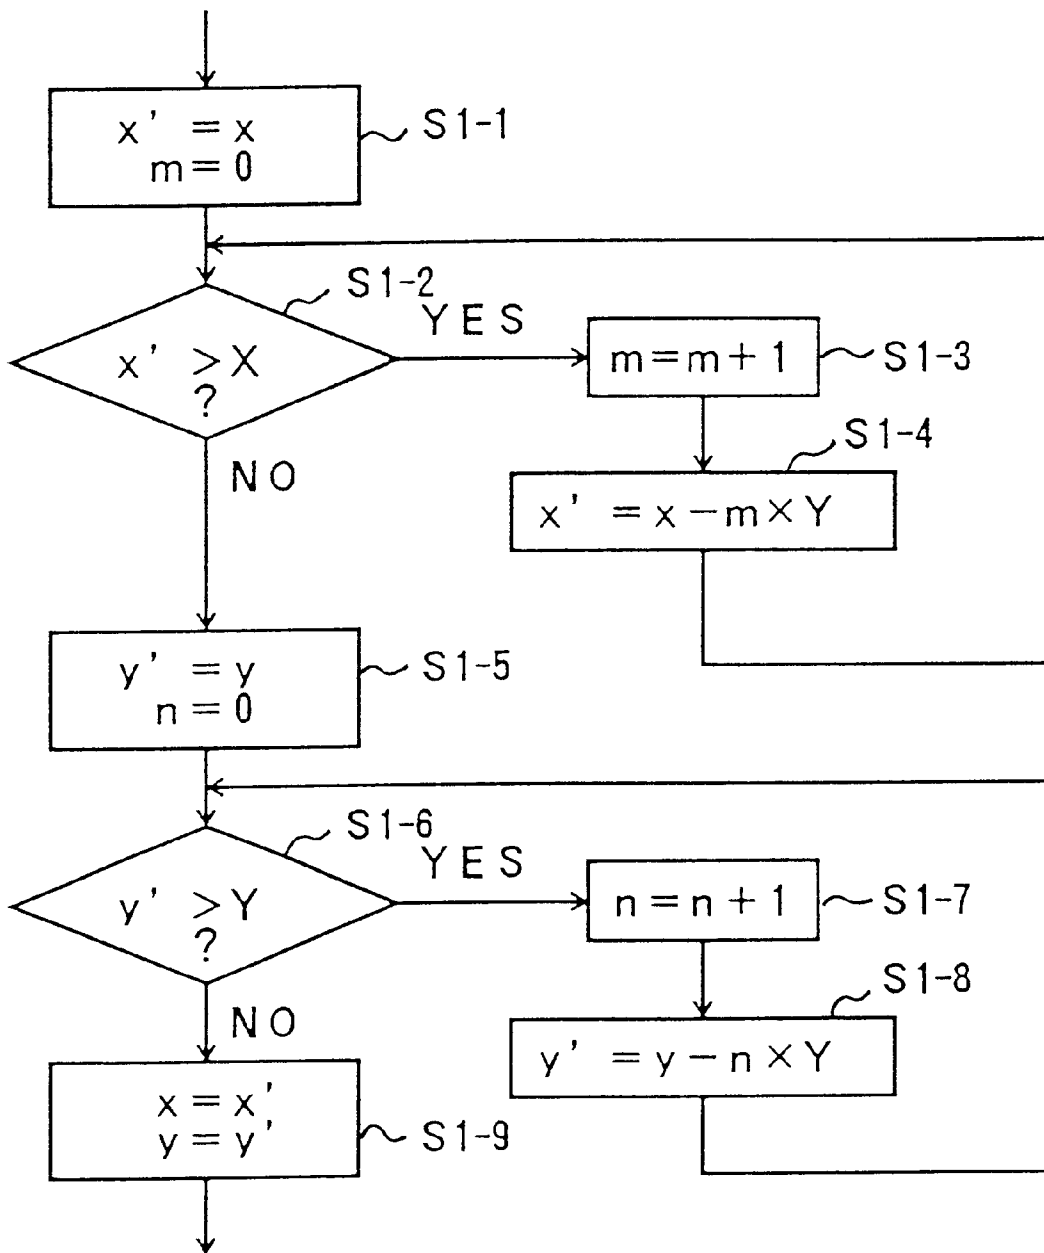 x' = x
m = 0
S1-1
S1-2
x' > X
?
YES
m = m + 1
S1-3
S1-4
x' = x - m × Y
NO
y' = y
n = 0
S1-5
S1-6
y' > Y
?
YES
n = n + 1
S1-7
S1-8
y' = y - n × Y
NO
x = x'
y = y'
S1-9